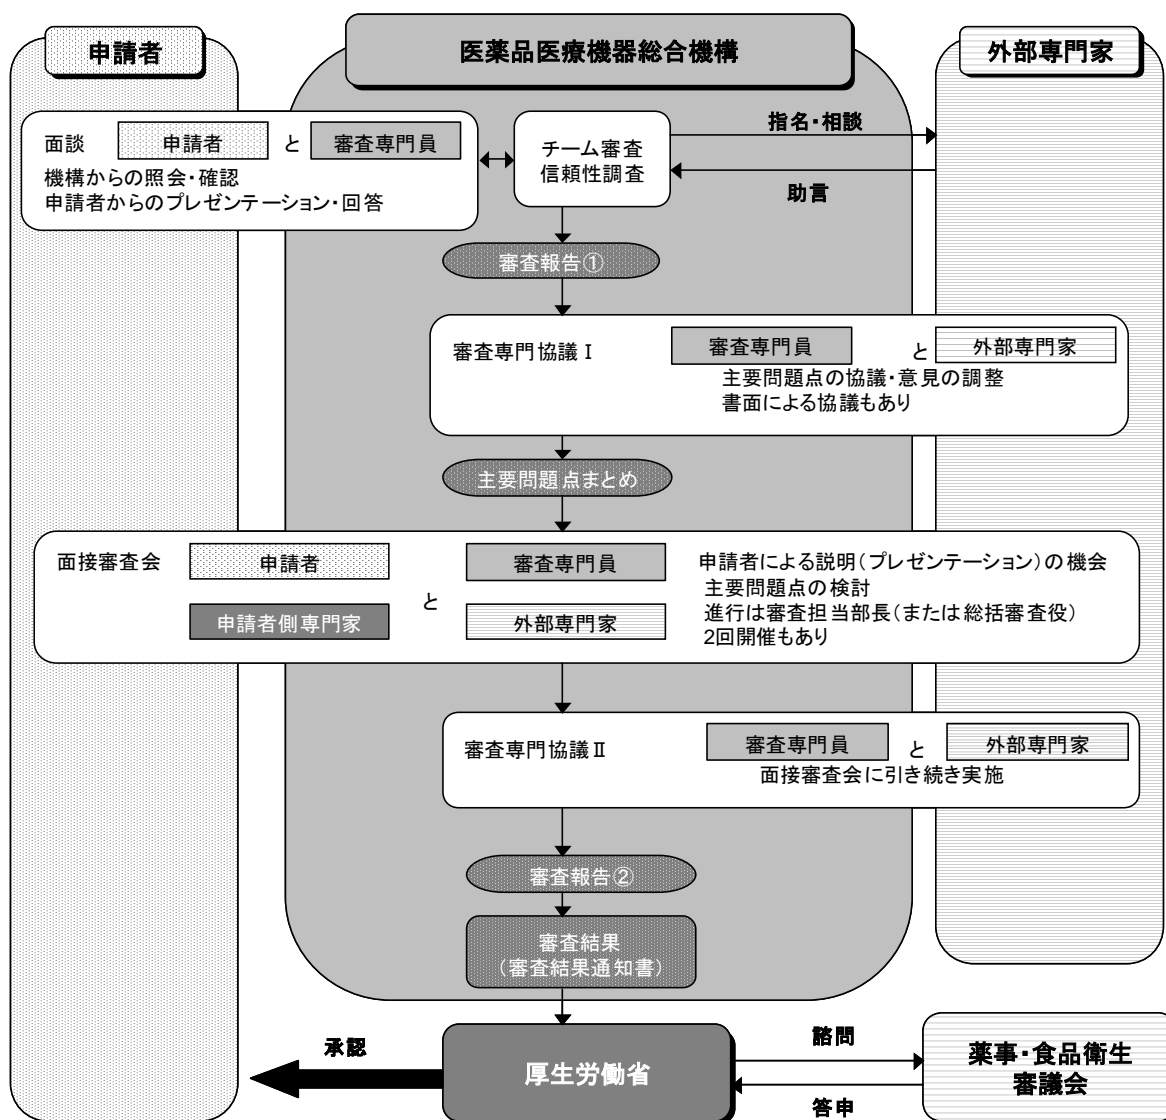 申請者
医薬品医療機器総合機構
外部専門家
面談 申請者 と 審査専門員
機構からの照会・確認
申請者からのプレゼンテーション・回答
チーム審査
信頼性調査
指名・相談
助言
審査報告①
審査専門協議Ⅰ 審査専門員 と 外部専門家
主要問題点の協議・意見の調整
書面による協議もあり
主要問題点まとめ
面接審査会 申請者 と 審査専門員
申請者側専門家 外部専門家
申請者による説明(プレゼンテーション)の機会
主要問題点の検討
進行は審査担当部長(または総括審査役)
2回開催もあり
審査専門協議Ⅱ 審査専門員 と 外部専門家
面接審査会に引き続き実施
審査報告②
審査結果
(審査結果通知書)
承認
厚生労働省
諮問
答申
薬事・食品衛生
審議会